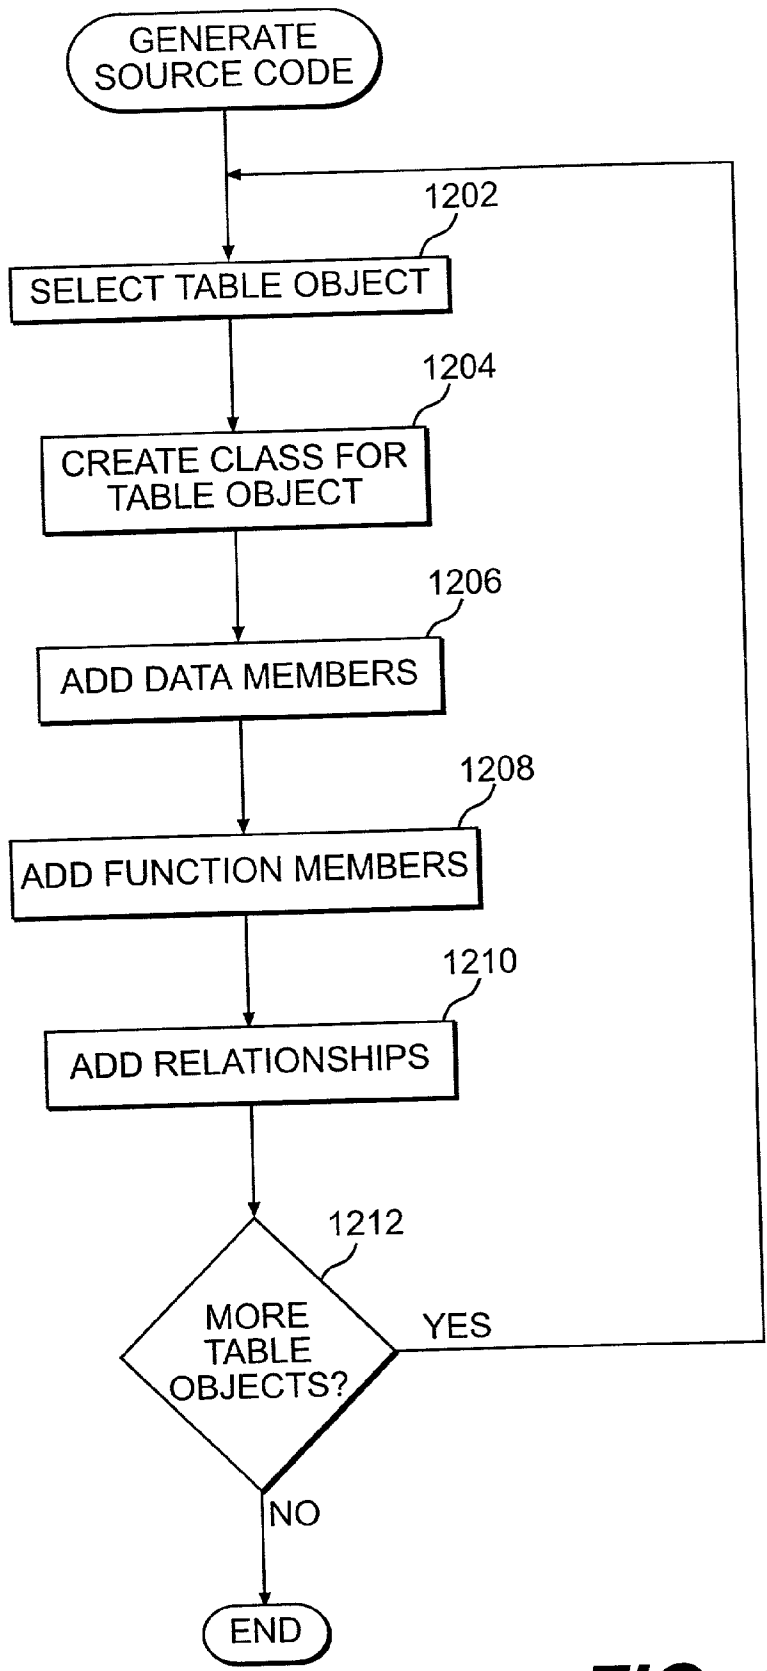 GENERATE
SOURCE CODE
1202
SELECT TABLE OBJECT
1204
CREATE CLASS FOR
TABLE OBJECT
1206
ADD DATA MEMBERS
1208
ADD FUNCTION MEMBERS
1210
ADD RELATIONSHIPS
1212
MORE
TABLE
OBJECTS?
YES
NO
END